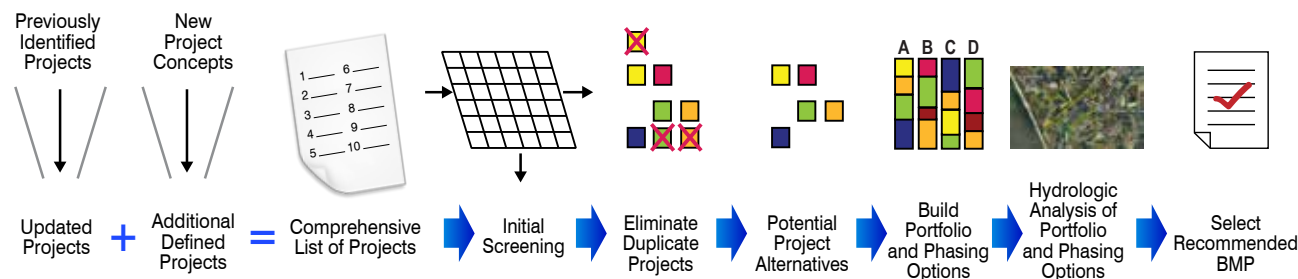 Previously
Identified
Projects
New
Project
Concepts
1 6
2 7
3 8
4 9
5 10
A B C D
Updated
Projects
+
Additional
Defined
Projects
=
Comprehensive
List of Projects
Initial
Screening
Eliminate
Duplicate
Projects
Potential
Project
Alternatives
Build
Portfolio
and Phasing
Options
Hydrologic
Analysis of
Portfolio
and Phasing
Options
Select
Recommended
BMP